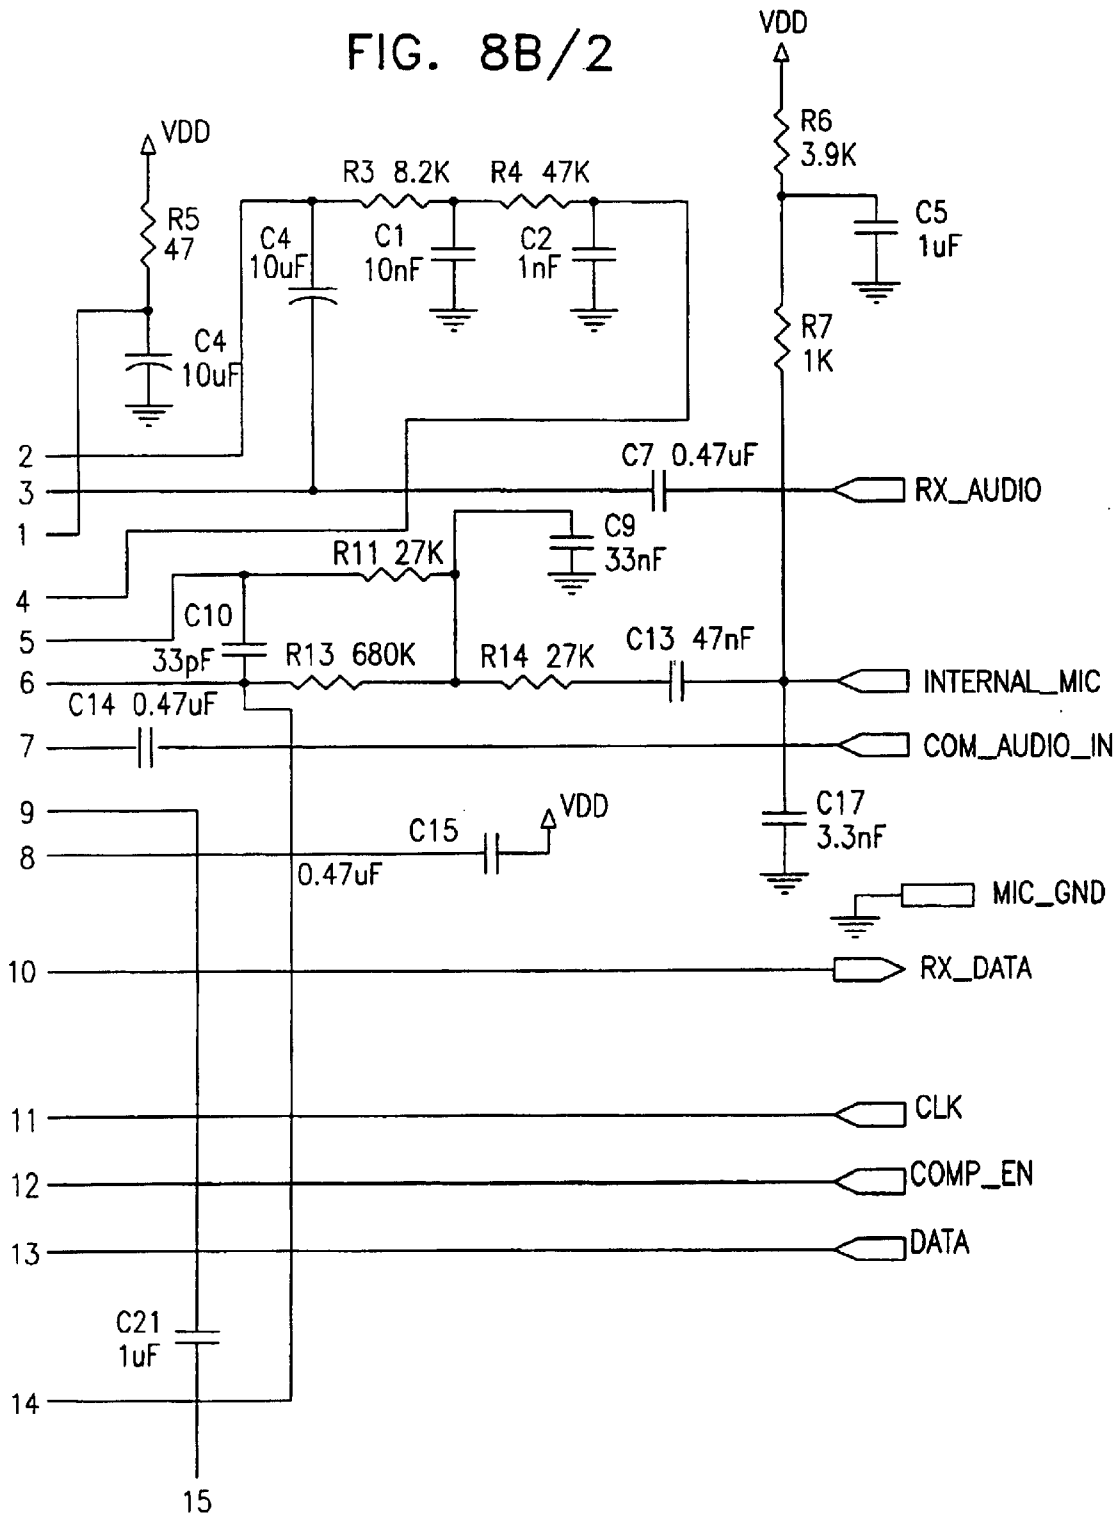 FIG. 8B/2
VDD
R6
3.9K
VDD
R3 8.2K
R4 47K
R5
47
C4
10uF
C1
10nF
C2
1nF
C5
1uF
C4
10uF
R7
1K
2
C7 0.47uF
3
RX_AUDIO
1
C9
33nF
R11 27K
4
C10
33pF
5
C13 47nF
R13 680K
R14 27K
6
INTERNAL_MIC
C14 0.47uF
7
COM_AUDIO_IN
9
VDD
C17
3.3nF
C15
0.47uF
8
MIC_GND
10
RX_DATA
11
CLK
12
COMP_EN
13
DATA
C21
1uF
14
15